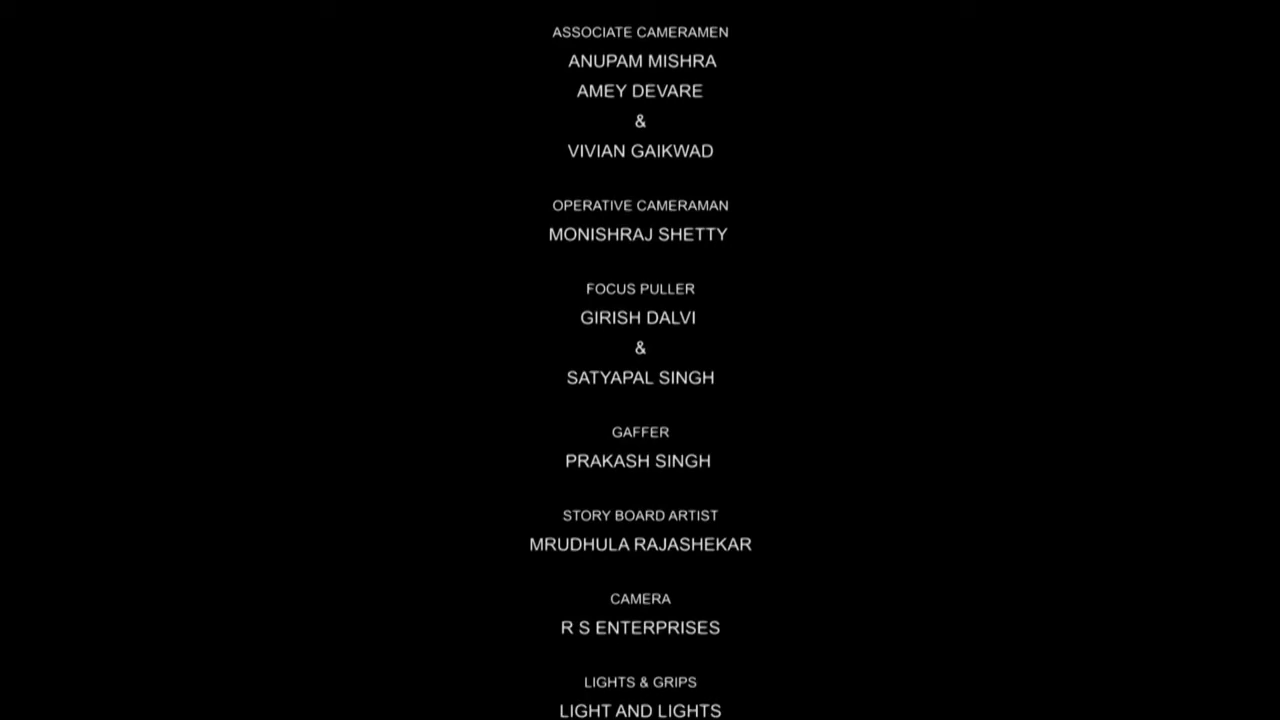 ASSOCIATE CAMERAMEN
ANUPAM MISHRA
AMEY DEVARE
&
VIVIAN GAIKWAD
OPERATIVE CAMERAMAN
MONISHRAJ SHETTY
FOCUS PULLER
GIRISH DALVI
&
SATYAPAL SINGH
GAFFER
PRAKASH SINGH
STORY BOARD ARTIST
MRUDHULA RAJASHEKAR
CAMERA
R S ENTERPRISES
LIGHTS & GRIPS
LIGHT AND LIGHTS